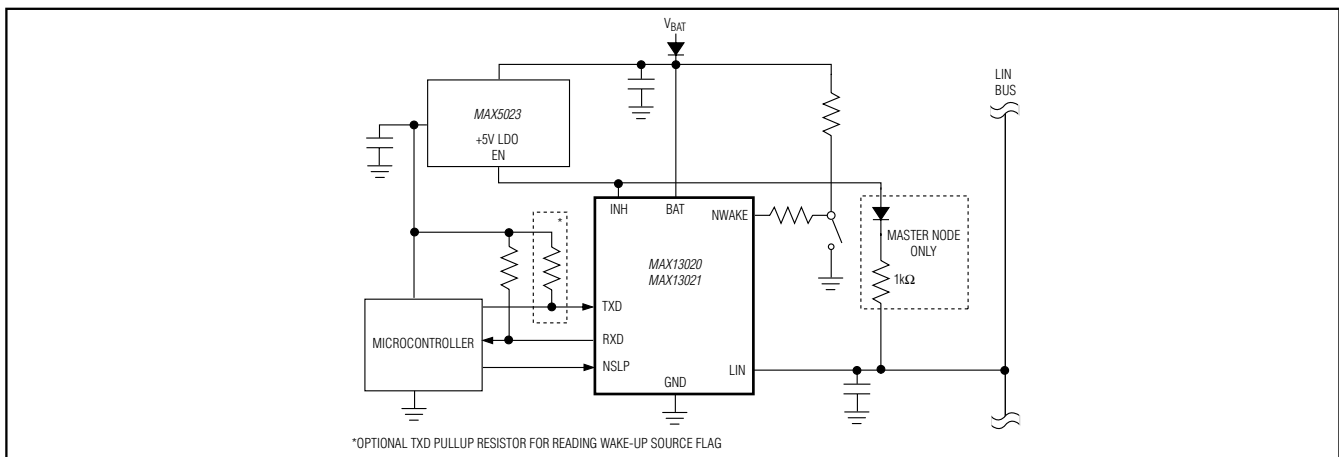 VBAT
LIN
BUS
MAX5023
+5V LDO
EN
INH
BAT
NWAKE
*
MASTER NODE
ONLY
MAX13020
MAX13021
1kΩ
TXD
MICROCONTROLLER
RXD
NSLP
LIN
GND
*OPTIONAL TXD PULLUP RESISTOR FOR READING WAKE-UP SOURCE FLAG